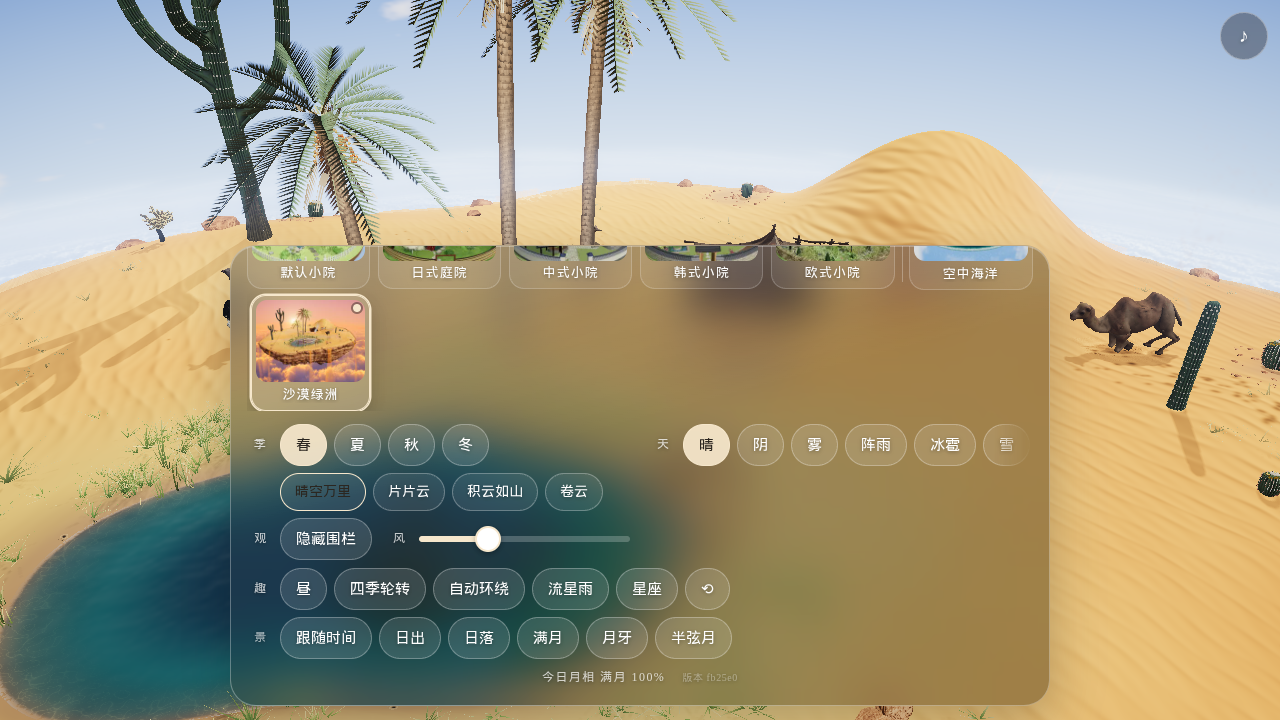 ♪
默认小院 日式庭院 中式小院 韩式小院 欧式小院 空中海洋
沙漠绿洲
季 春 夏 秋 冬 天 晴 阴 雾 阵雨 冰雹 雪
晴空万里 片片云 积云如山 卷云
观 隐藏围栏 风
趣 昼 四季轮转 自动环绕 流星雨 星座 ⟲
景 跟随时间 日出 日落 满月 月牙 半弦月
今日月相 满月 100% 版本 fb25e0